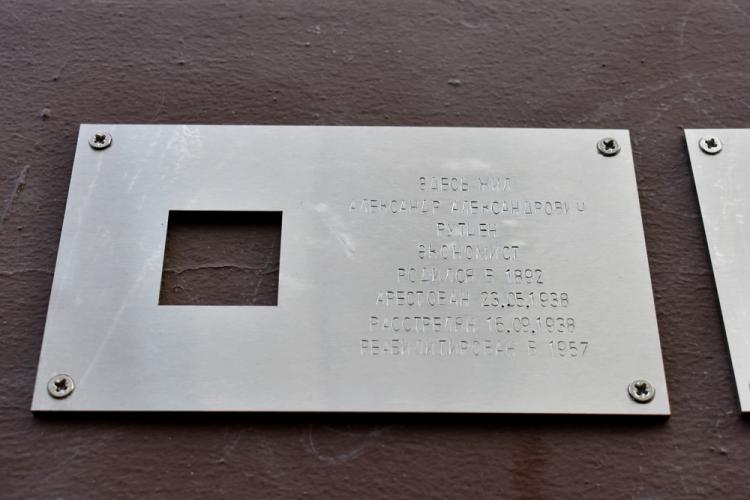 ЗДЕСЬ ЖИЛ
АЛЕКСАНДР АЛЕКСАНДРОВИЧ
РУТЦЕН
ЭКОНОМИСТ
РОДИЛСЯ В 1892
АРЕСТОВАН 23.05.1938
РАССТРЕЛЯН 16.09.1938
РЕАБИЛИТИРОВАН В 1957